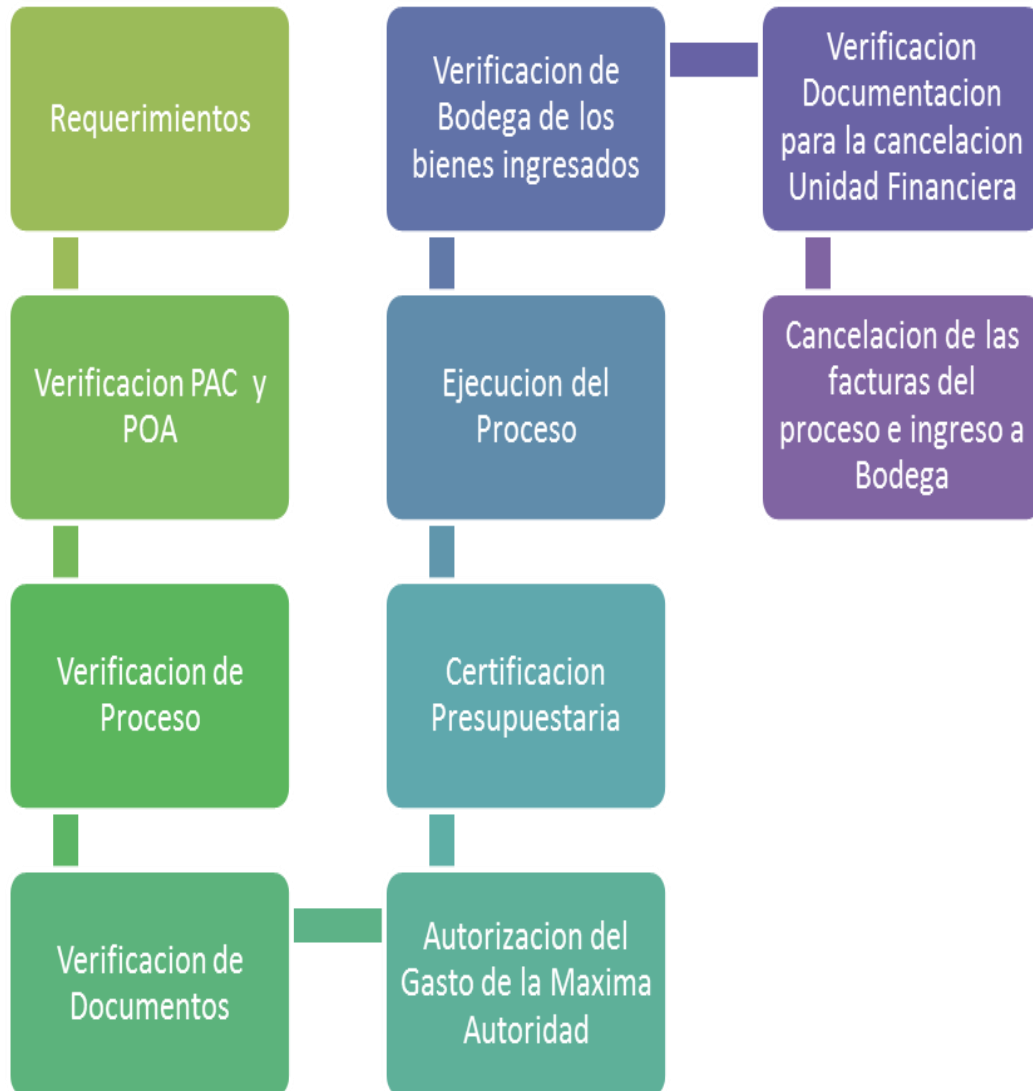 Requerimientos
Verificacion PAC y
POA
Verificacion de
Proceso
Verificacion de
Documentos
Autorizacion del
Gasto de la Maxima
Autoridad
Certificacion
Presupuestaria
Ejecucion del
Proceso
Verificacion de
Bodega de los
bienes ingresados
Verificacion
Documentacion
para la cancelacion
Unidad Financiera
Cancelacion de las
facturas del
proceso e ingreso a
Bodega